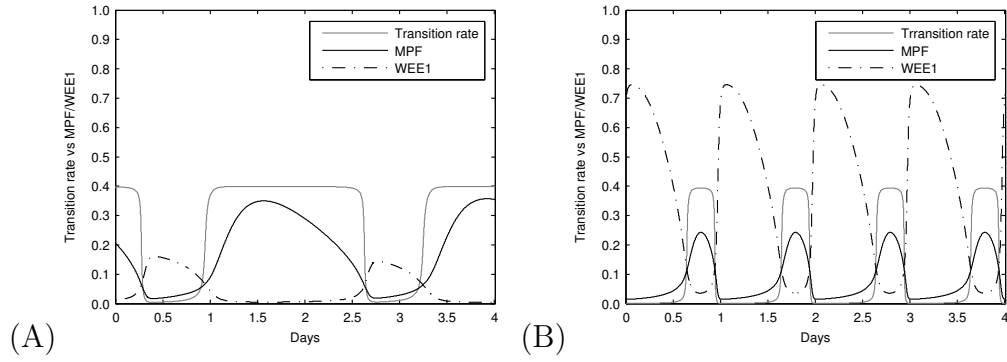 1.0
0.9
0.8
0.7
0.6
0.5
0.4
0.3
0.2
0.1
0.0
Transition rate vs MPF/WEE1
Transition rate
MPF
WEE1
0 0.5 1 1.5 2 2.5 3 3.5 4
Days
(A)
1.0
0.9
0.8
0.7
0.6
0.5
0.4
0.3
0.2
0.1
0.0
Transition rate vs MPF/WEE1
Transition rate
MPF
WEE1
0 0.5 1 1.5 2 2.5 3 3.5 4
Days
(B)